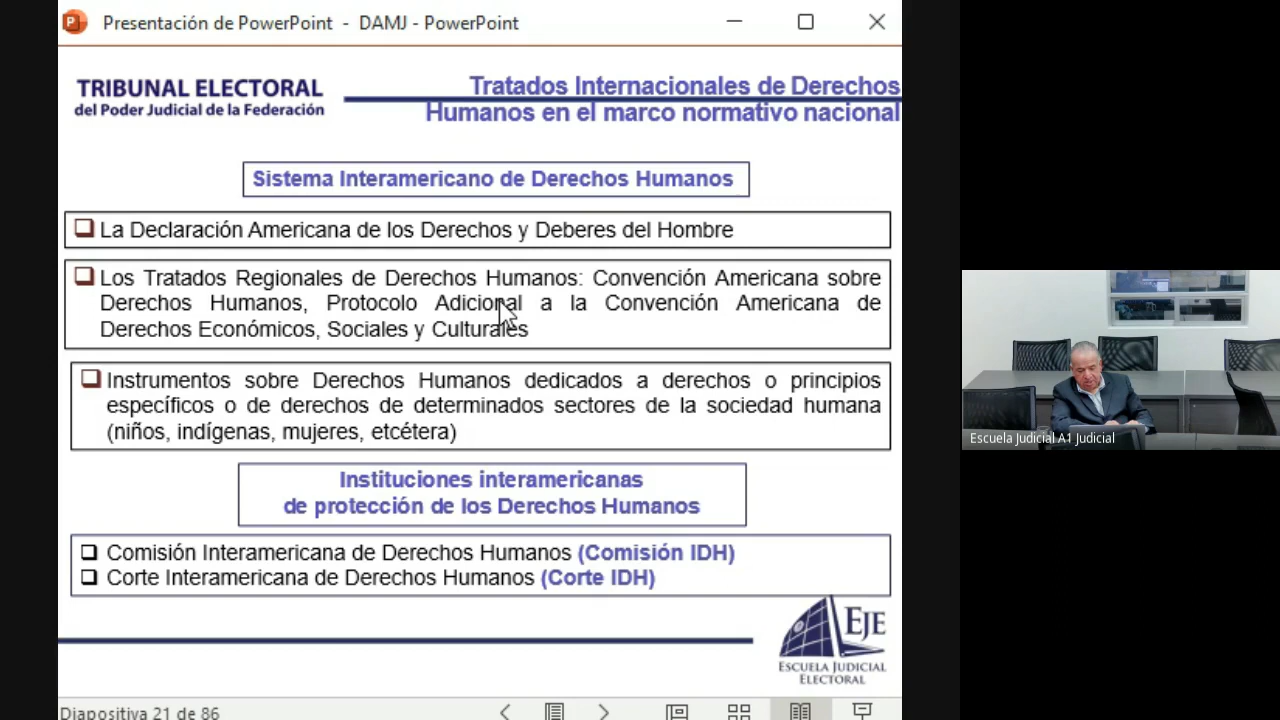 Presentación de PowerPoint - DAMJ - PowerPoint
TRIBUNAL ELECTORAL
del Poder Judicial de la Federación
Tratados Internacionales de Derechos
Humanos en el marco normativo nacional
Sistema Interamericano de Derechos Humanos
La Declaración Americana de los Derechos y Deberes del Hombre
Los Tratados Regionales de Derechos Humanos: Convención Americana sobre
Derechos Humanos, Protocolo Adicional a la Convención Americana de
Derechos Económicos, Sociales y Culturales
Instrumentos sobre Derechos Humanos dedicados a derechos o principios
específicos o de derechos de determinados sectores de la sociedad humana
(niños, indígenas, mujeres, etcétera)
Instituciones interamericanas
de protección de los Derechos Humanos
Comisión Interamericana de Derechos Humanos (Comisión IDH)
Corte Interamericana de Derechos Humanos (Corte IDH)
EJE
ESCUELA JUDICIAL
ELECTORAL
Diapositiva 21 de 86
Escuela Judicial A1 Judicial